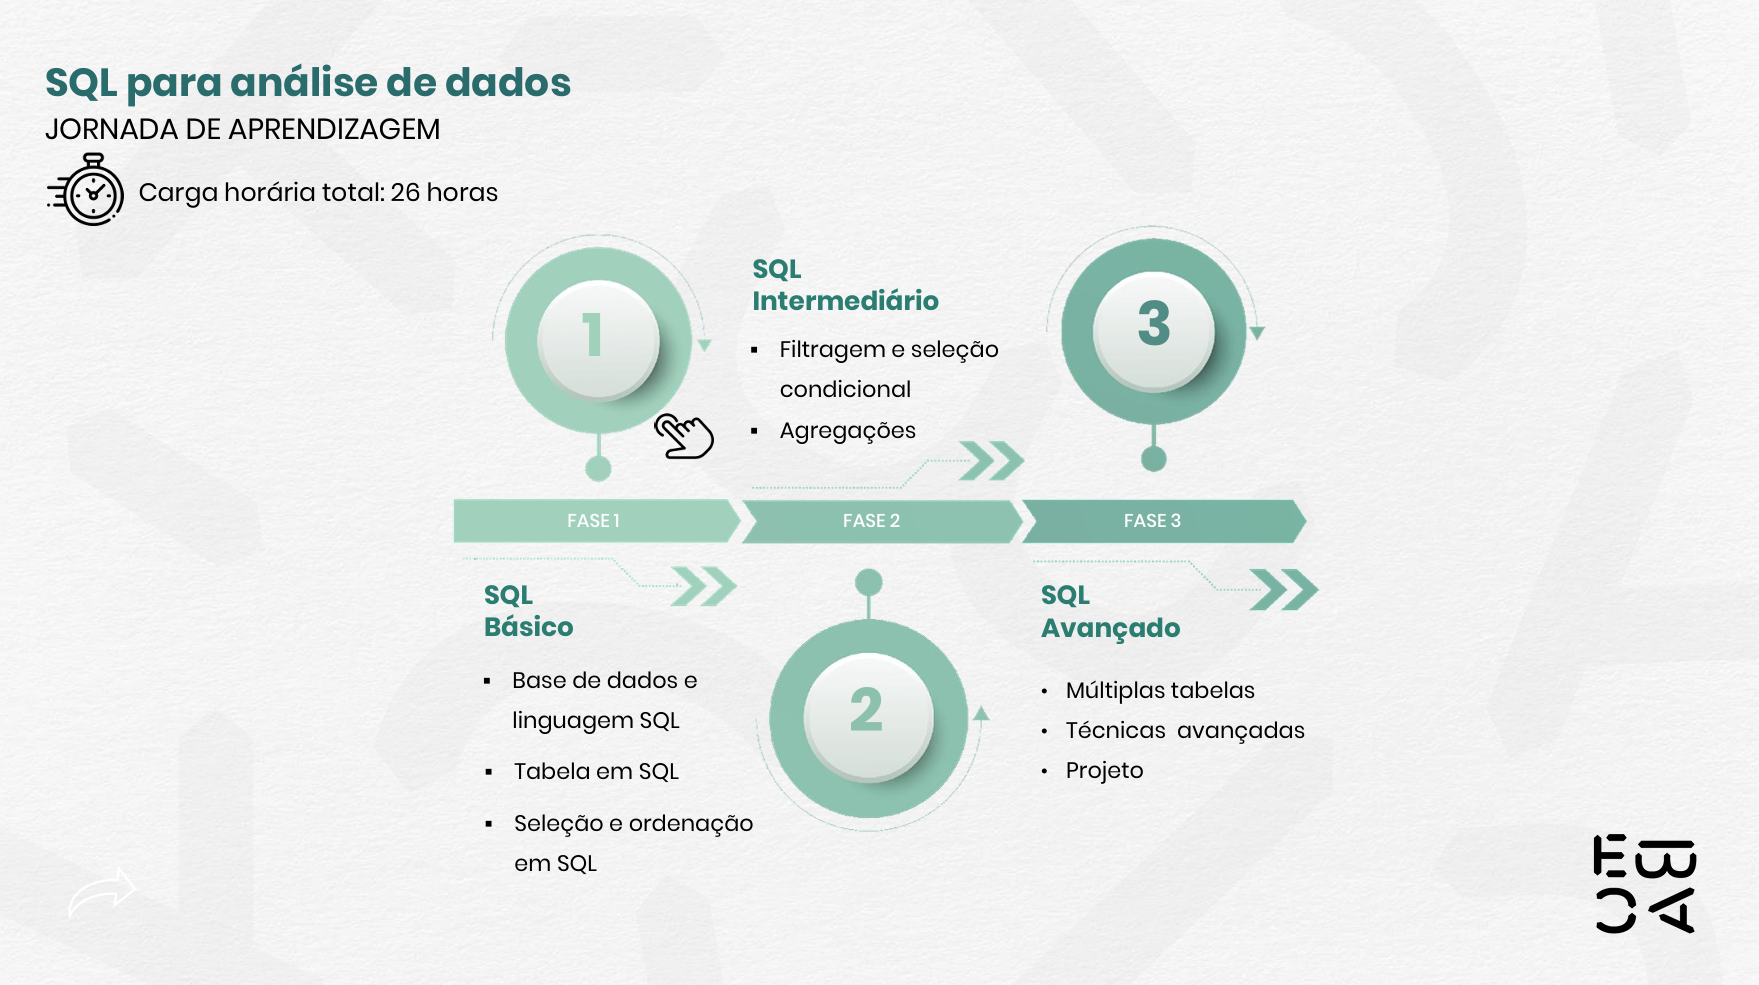 SQL para análise de dados
JORNADA DE APRENDIZAGEM
Carga horária total: 26 horas
1
SQL
Intermediário
▪ Filtragem e seleção
condicional
▪ Agregações
3
FASE 1
FASE 2
FASE 3
SQL
Básico
▪ Base de dados e
linguagem SQL
▪ Tabela em SQL
▪ Seleção e ordenação
em SQL
2
SQL
Avançado
• Múltiplas tabelas
• Técnicas  avançadas
• Projeto
EBAC